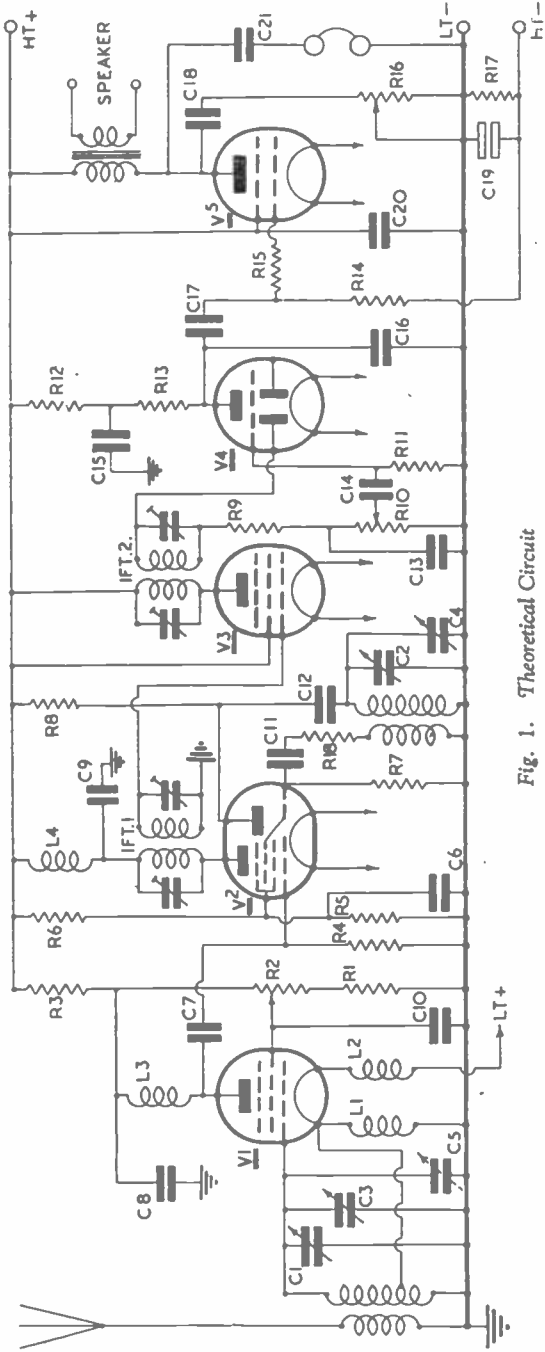 HT+
SPEAKER
LT-
HT-
C21
C18
R16
R17
C19
V5
C20
R15
R14
C17
R12
R13
C15
C16
V4
R11
C14
R10
R9
C13
IFT.2.
V3
C4
C2
R8
C12
C11
R18
R7
C9
L4
IFT.1
V2
C6
R6
R5
R4
R3
C7
R2
R1
C10
LT+
L3
L2
L1
V1
C8
C5
C3
C1
Fig. 1. Theoretical Circuit